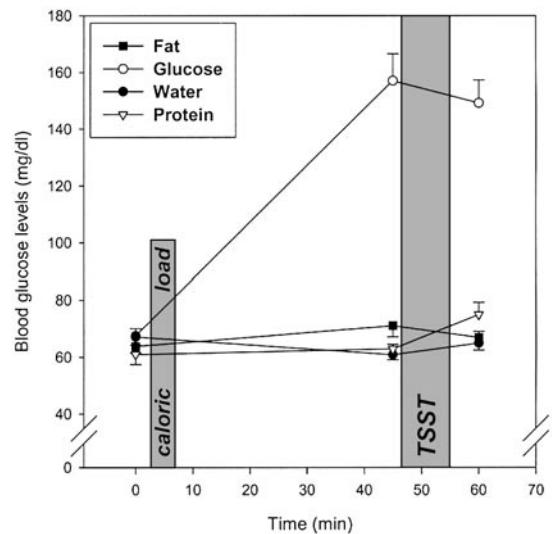 180
160
140
120
100
80
60
40
0
Blood glucose levels (mg/dl)
Fat
Glucose
Water
Protein
caloric load
TSST
0 10 20 30 40 50 60 70
Time (min)